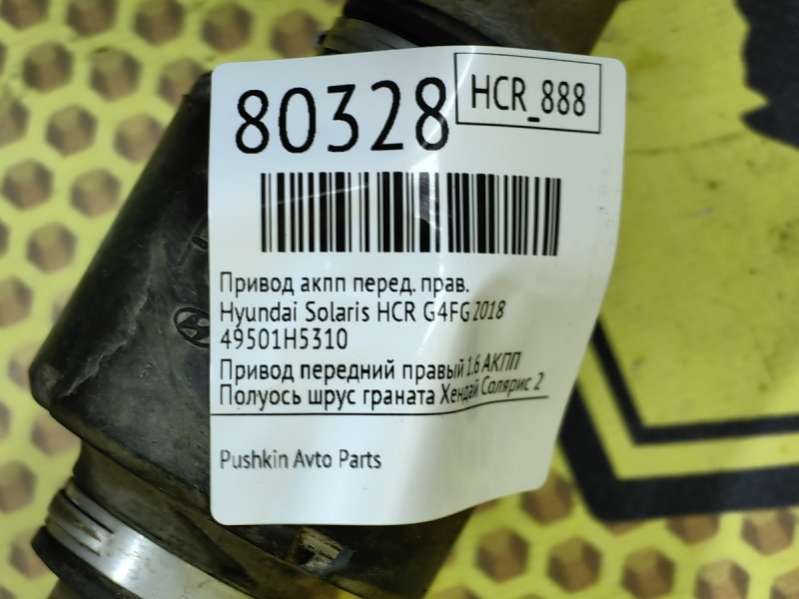 80328
HCR_888
Привод акпп перед. прав.
Hyundai Solaris HCR G4FG 2018
49501H5310
Привод передний правый 1.6 АКПП
Полуось шрус граната Хендай Солярис 2
Pushkin Avto Parts